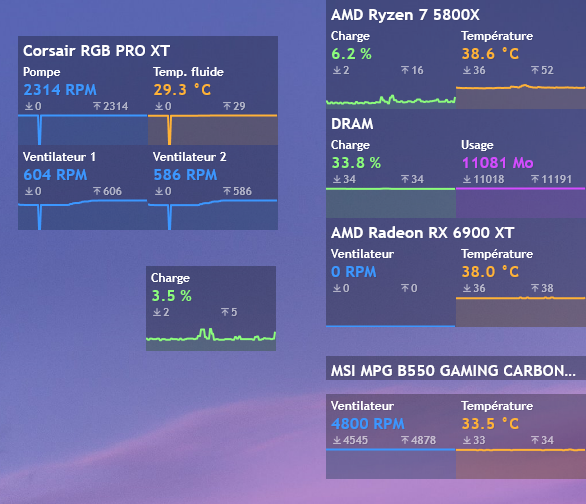 Corsair RGB PRO XT
Pompe Temp. fluide
2314 RPM 29.3 °C
0 2314 0 29
Ventilateur 1 Ventilateur 2
604 RPM 586 RPM
0 606 0 586
Charge
3.5 %
2 5
AMD Ryzen 7 5800X
Charge Température
6.2 % 38.6 °C
2 16 36 52
DRAM
Charge Usage
33.8 % 11081 Mo
34 34 11018 11191
AMD Radeon RX 6900 XT
Ventilateur Température
0 RPM 38.0 °C
0 0 36 38
MSI MPG B550 GAMING CARBON...
Ventilateur Température
4800 RPM 33.5 °C
4545 4878 33 34